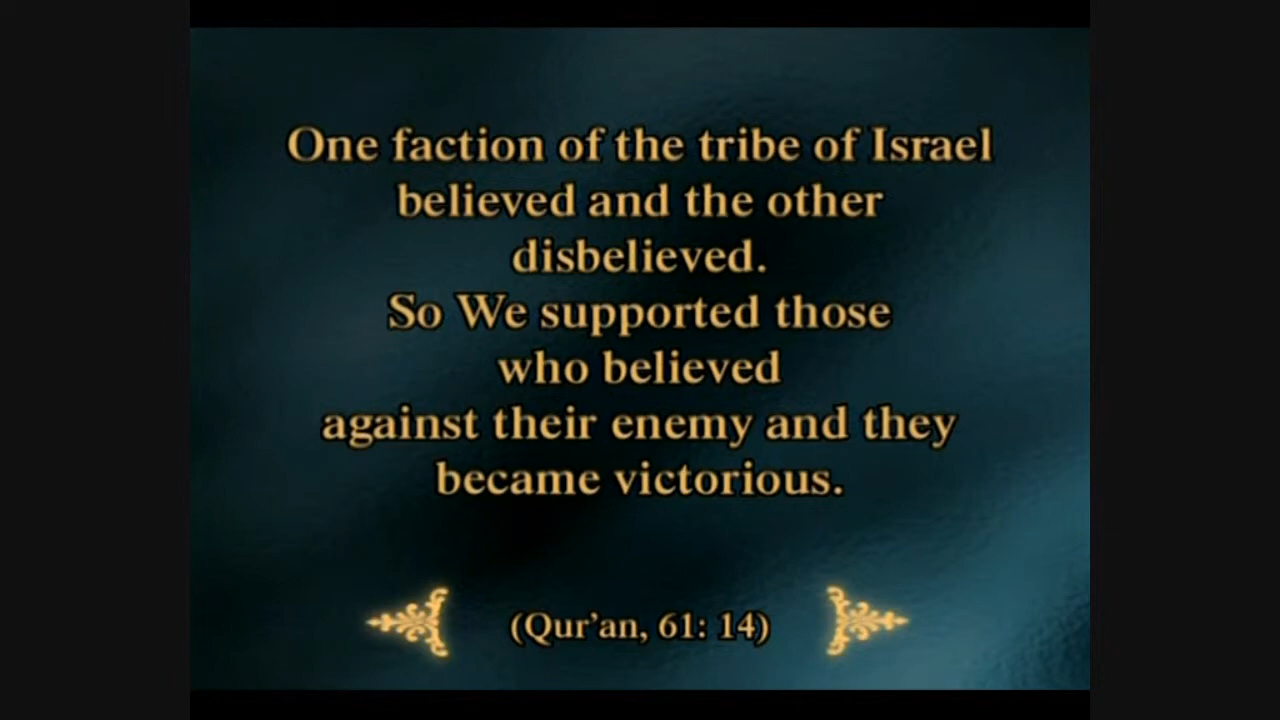 One faction of the tribe of Israel
believed and the other
disbelieved.
So We supported those
who believed
against their enemy and they
became victorious.
(Qur’an, 61: 14)